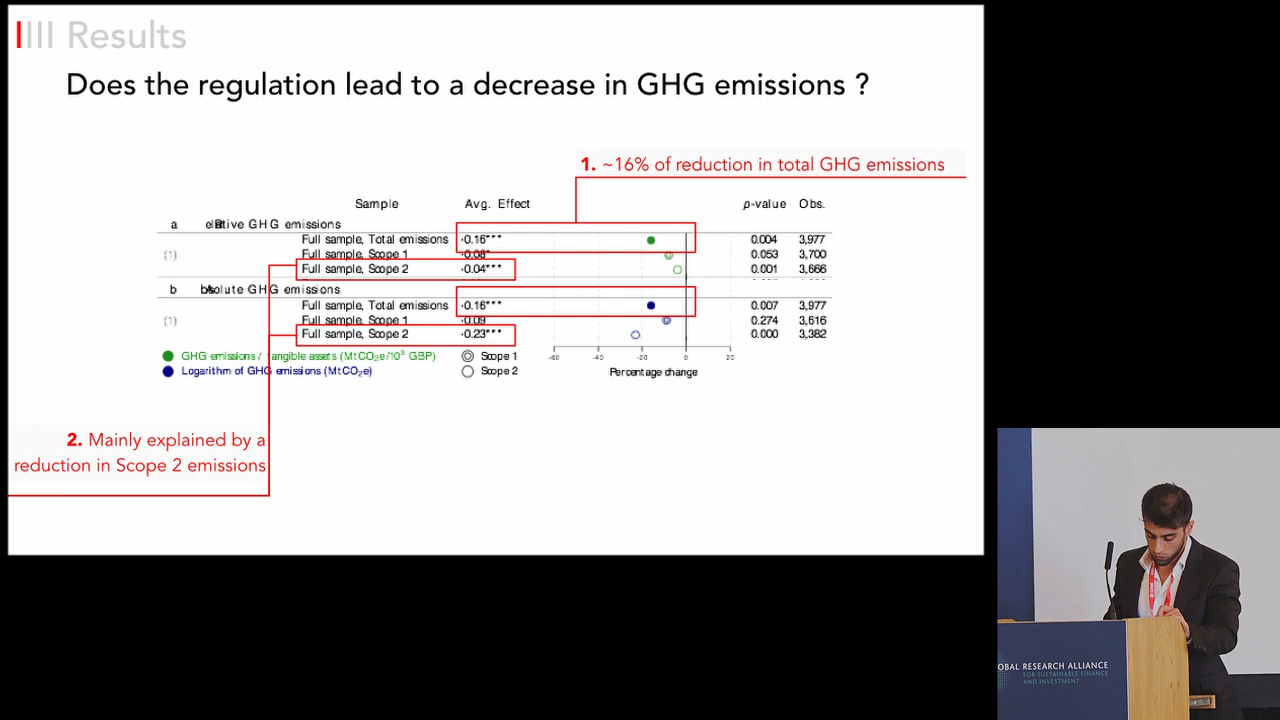 IIII Results
Does the regulation lead to a decrease in GHG emissions ?
1. ~16% of reduction in total GHG emissions
Sample Avg. Effect p-value Obs.
a Relative GHG emissions
Full sample, Total emissions -0.16*** 0.004 3,977
(1) Full sample, Scope 1 -0.08* 0.053 3,700
Full sample, Scope 2 -0.04*** 0.001 3,666
b Absolute GHG emissions
Full sample, Total emissions -0.16*** 0.007 3,977
(1) Full sample, Scope 1 -0.09 0.274 3,616
Full sample, Scope 2 -0.23*** 0.000 3,382
GHG emissions / tangible assets (MtCO₂e/10³ GBP) Scope 1
Logarithm of GHG emissions (MtCO₂e) Scope 2
-60 -40 -20 0 20
Percentage change
2. Mainly explained by a
reduction in Scope 2 emissions
OBAL RESEARCH ALLIANCE
FOR SUSTAINABLE FINANCE
AND INVESTMENT